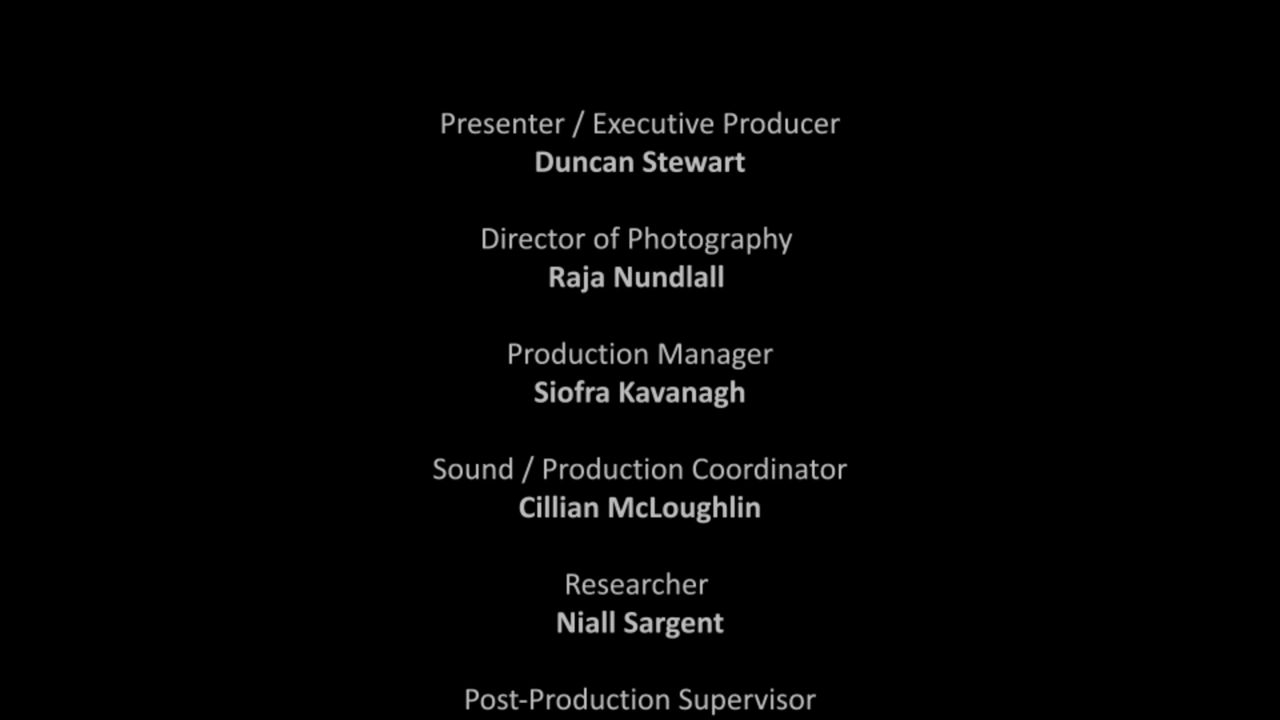 Presenter / Executive Producer
Duncan Stewart
Director of Photography
Raja Nundlall
Production Manager
Siofra Kavanagh
Sound / Production Coordinator
Cillian McLoughlin
Researcher
Niall Sargent
Post-Production Supervisor